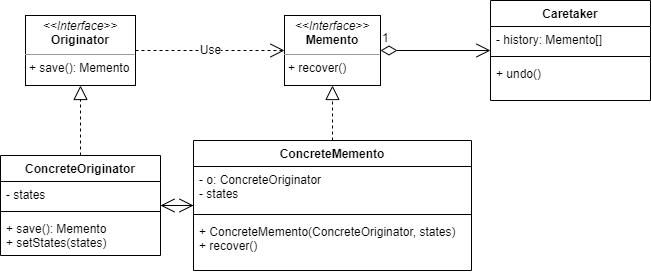 <<Interface>>
Originator
+ save(): Memento
Use
<<Interface>>
Memento
+ recover()
1
Caretaker
- history: Memento[]
+ undo()
ConcreteOriginator
- states
+ save(): Memento
+ setStates(states)
ConcreteMemento
- o: ConcreteOriginator
- states
+ ConcreteMemento(ConcreteOriginator, states)
+ recover()